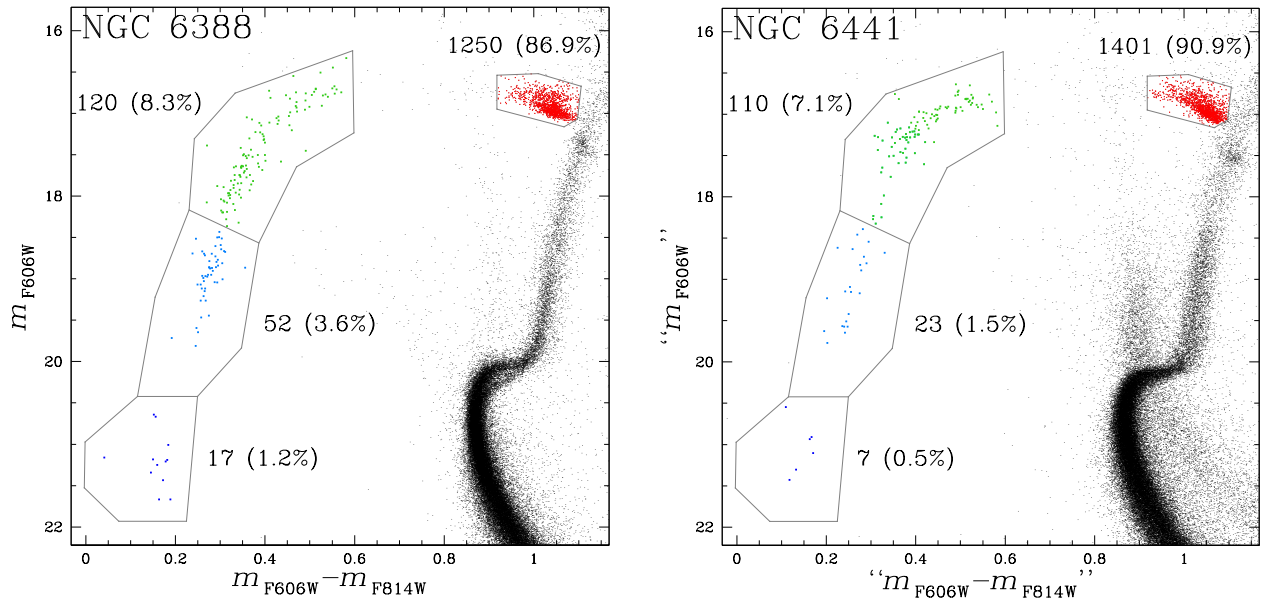 NGC 6388
1250 (86.9%)
120 (8.3%)
52 (3.6%)
17 (1.2%)
16
18
20
22
m F606W
0 0.2 0.4 0.6 0.8 1
m F606W − m F814W
NGC 6441
1401 (90.9%)
110 (7.1%)
23 (1.5%)
7 (0.5%)
16
18
20
22
“m F606W”
0 0.2 0.4 0.6 0.8 1
“m F606W − m F814W”